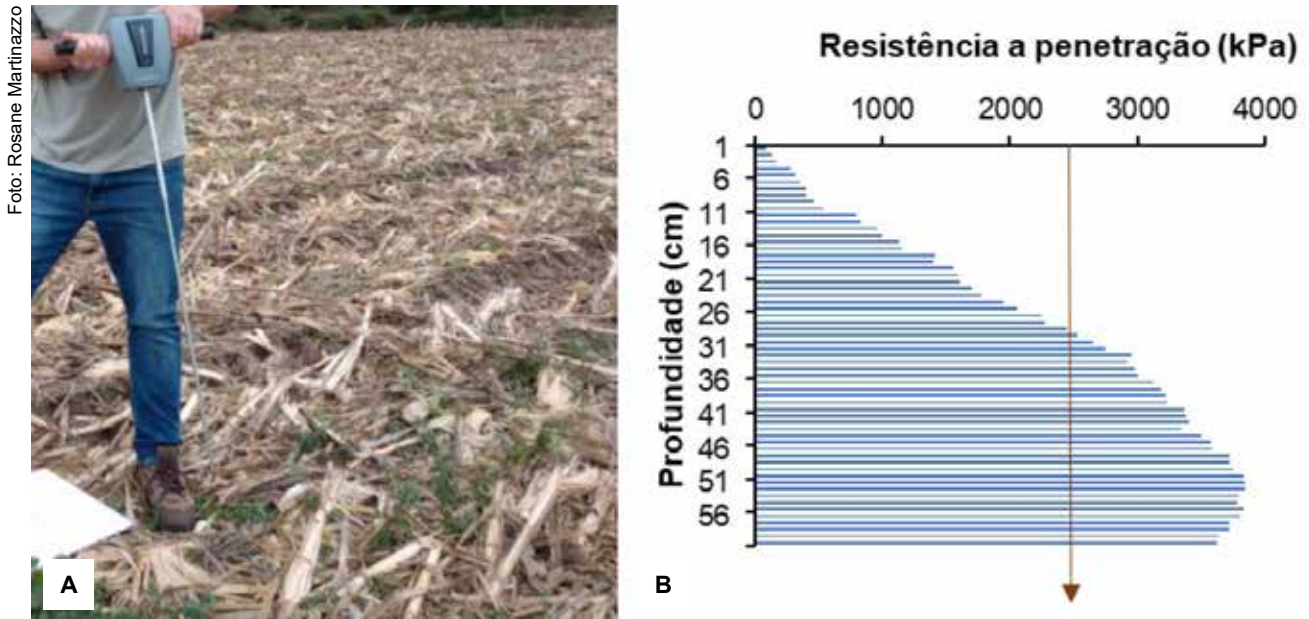 Foto: Rosane Martinazzo
A
Resistência a penetração (kPa)
0 1000 2000 3000 4000
Profundidade (cm)
1
6
11
16
21
26
31
36
41
46
51
56
B